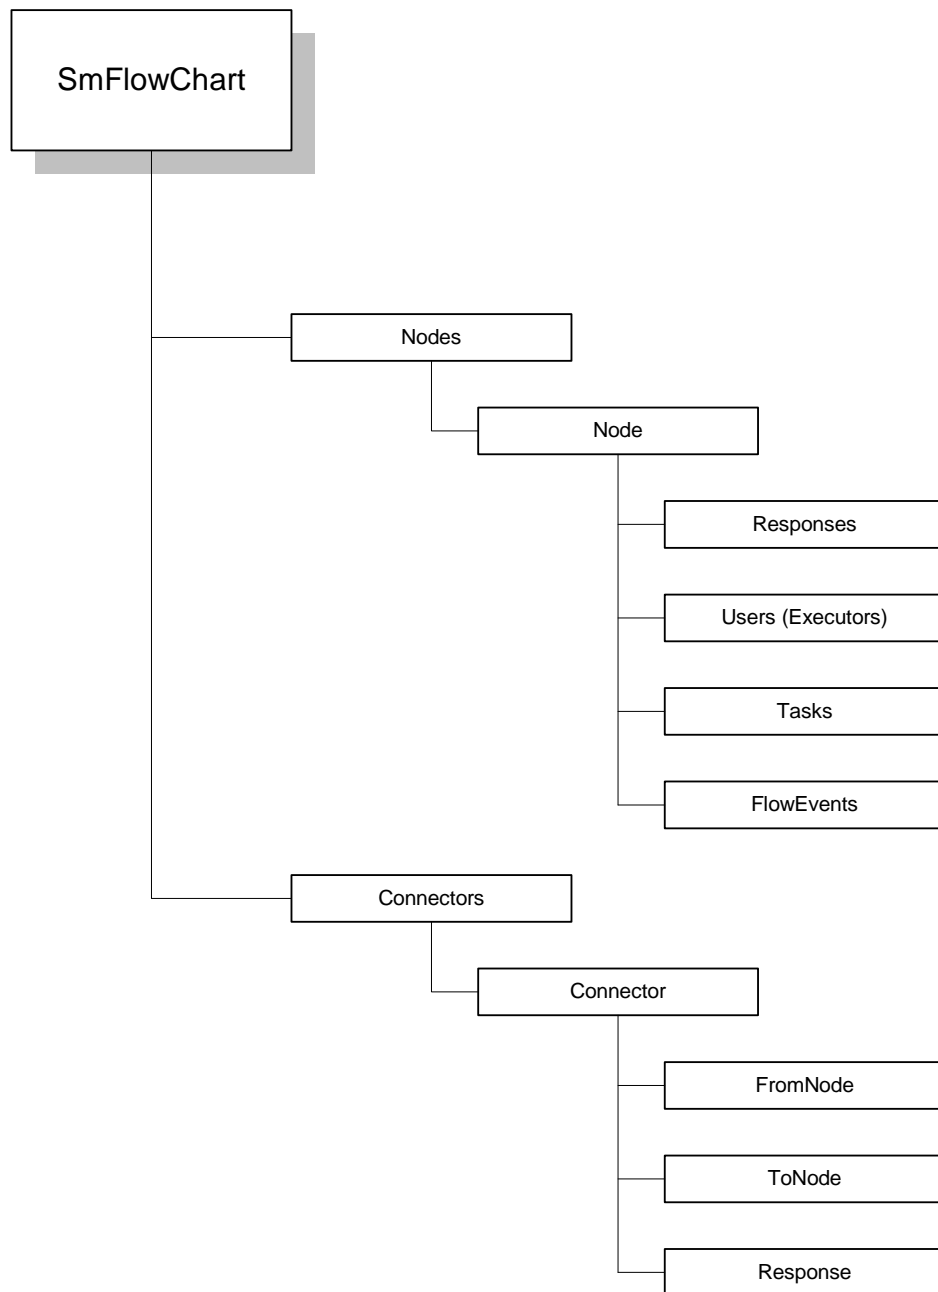 SmFlowChart
Nodes
Node
Responses
Users (Executors)
Tasks
FlowEvents
Connectors
Connector
FromNode
ToNode
Response